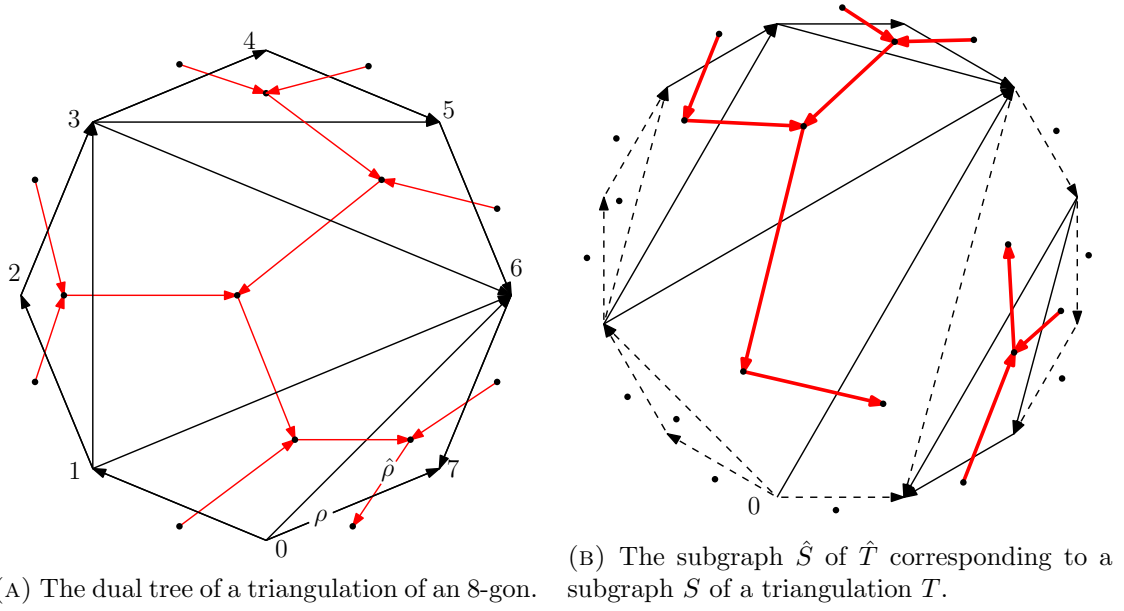 4
3
5
2
6
1
7
ρ̂
ρ
0
0
(A) The dual tree of a triangulation of an 8-gon.
(B) The subgraph Ŝ of T̂ corresponding to a
subgraph S of a triangulation T.